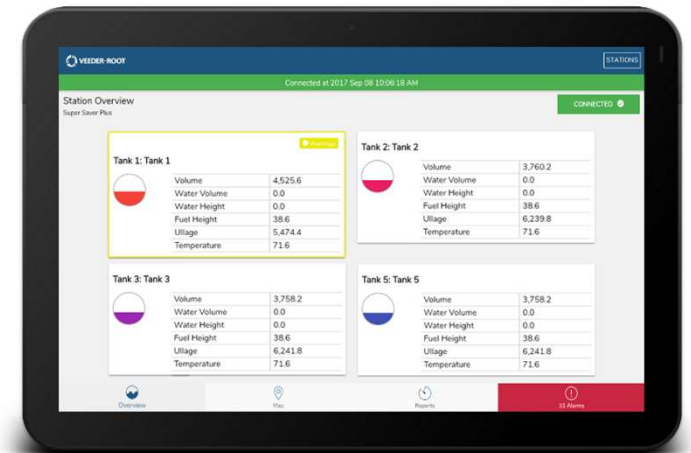 VEEDER-ROOT
STATIONS
Connected at 2017 Sep 08 10:06:18 AM
Station Overview
Super Saver Plus
CONNECTED
Warnings
Tank 1: Tank 1
Volume 4,525.6
Water Volume 0.0
Water Height 0.0
Fuel Height 38.6
Ullage 5,474.4
Temperature 71.6
Tank 2: Tank 2
Volume 3,760.2
Water Volume 0.0
Water Height 0.0
Fuel Height 38.6
Ullage 6,239.8
Temperature 71.6
Tank 3: Tank 3
Volume 3,758.2
Water Volume 0.0
Water Height 0.0
Fuel Height 38.6
Ullage 6,241.8
Temperature 71.6
Tank 5: Tank 5
Volume 3,758.2
Water Volume 0.0
Water Height 0.0
Fuel Height 38.6
Ullage 6,241.8
Temperature 71.6
Overview
Map
Reports
31 Alarms